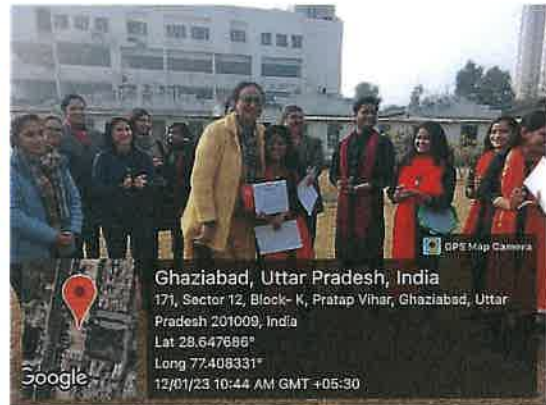 GPS Map Camera
Ghaziabad, Uttar Pradesh, India
171, Sector 12, Block- K, Pratap Vihar, Ghaziabad, Uttar
Pradesh 201009, India
Lat 28.647686°
Long 77.408331°
12/01/23 10:44 AM GMT +05:30
Google